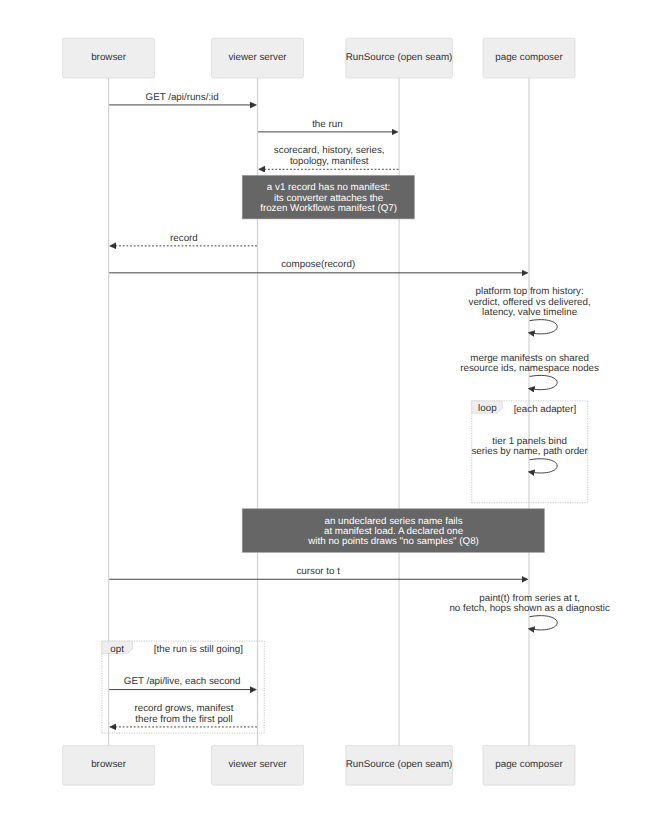 browser
viewer server
RunSource (open seam)
page composer
GET /api/runs/:id
the run
scorecard, history, series,
topology, manifest
a v1 record has no manifest:
its converter attaches the
frozen Workflows manifest (Q7)
record
compose(record)
platform top from history:
verdict, offered vs delivered,
latency, valve timeline
merge manifests on shared
resource ids, namespace nodes
loop
[each adapter]
tier 1 panels bind
series by name, path order
an undeclared series name fails
at manifest load. A declared one
with no points draws "no samples" (Q8)
cursor to t
paint(t) from series at t,
no fetch, hops shown as a diagnostic
opt
[the run is still going]
GET /api/live, each second
record grows, manifest
there from the first poll
browser
viewer server
RunSource (open seam)
page composer